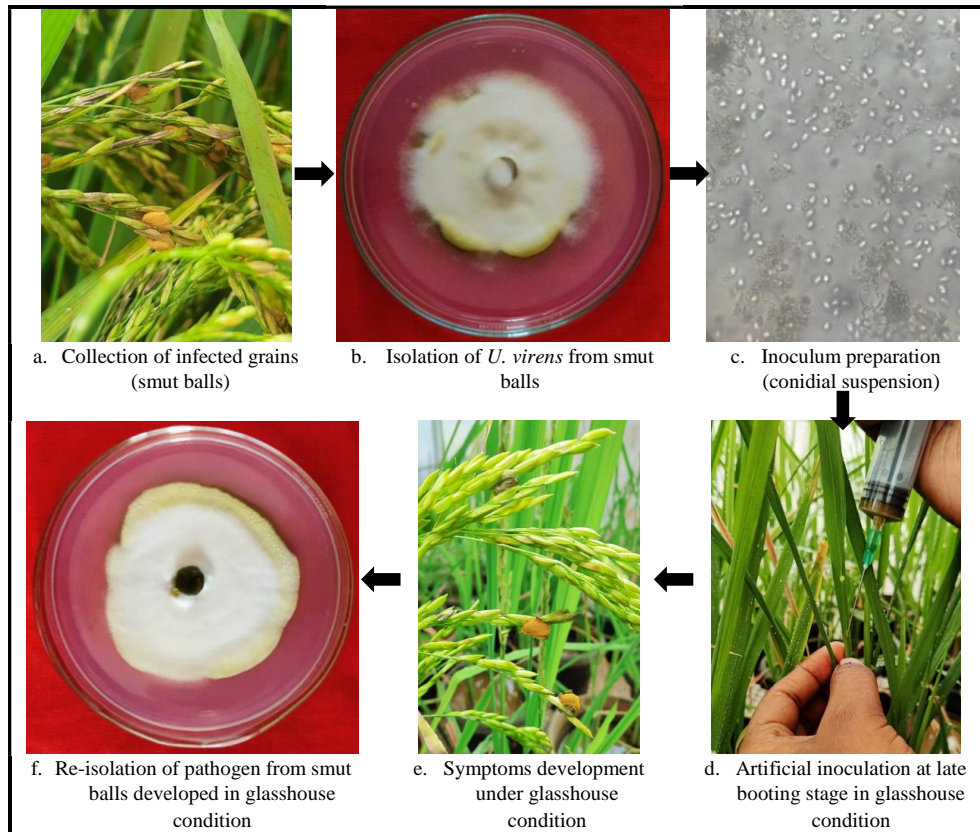 a. Collection of infected grains
(smut balls)
b. Isolation of U. virens from smut
balls
c. Inoculum preparation
(conidial suspension)
f. Re-isolation of pathogen from smut
balls developed in glasshouse
condition
e. Symptoms development
under glasshouse
condition
d. Artificial inoculation at late
booting stage in glasshouse
condition